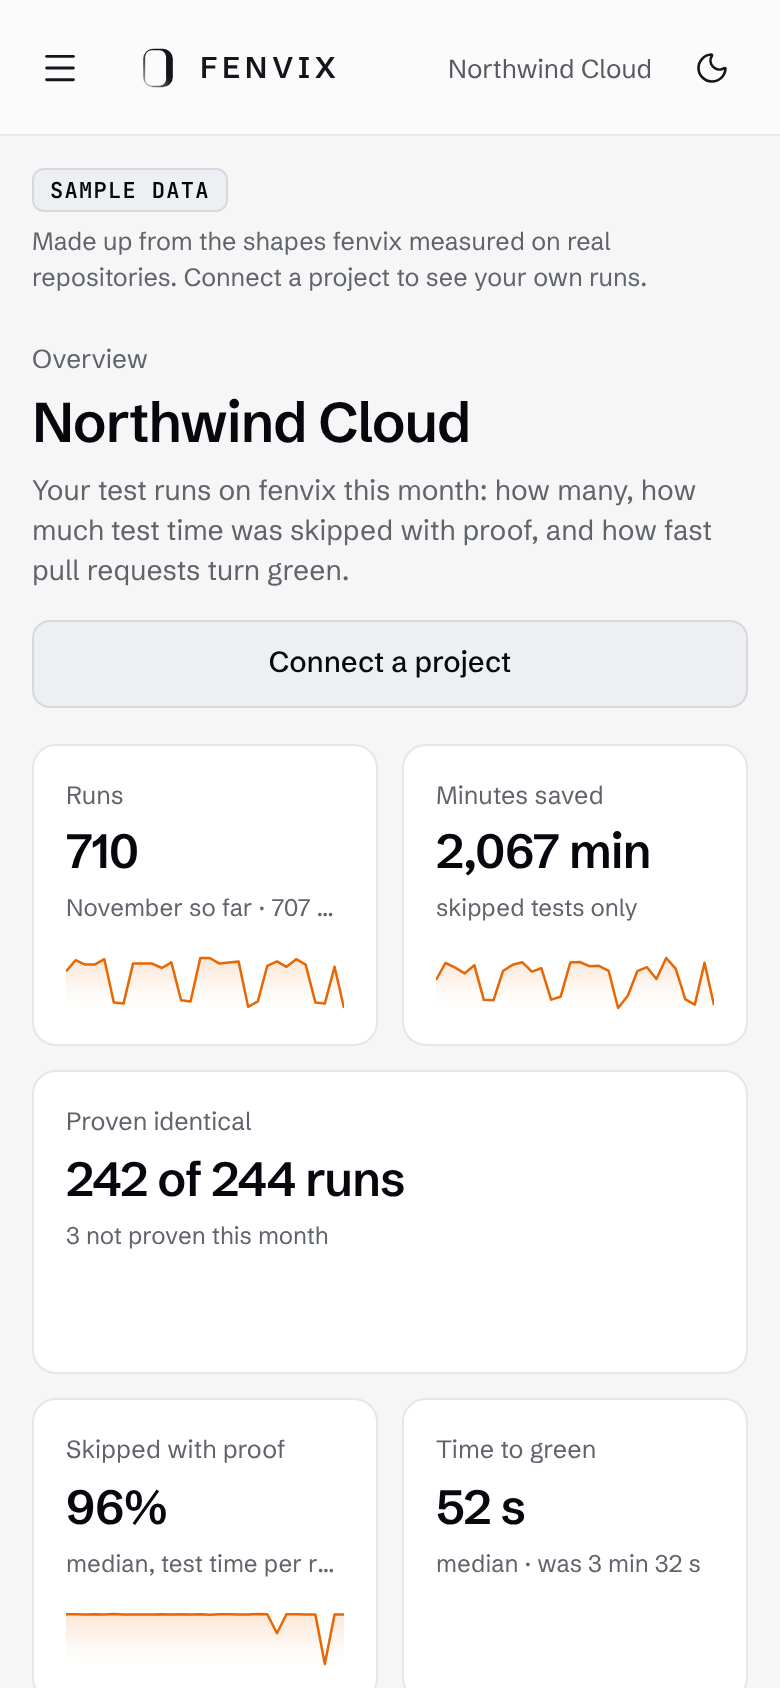 FENVIX
Northwind Cloud
SAMPLE DATA
Made up from the shapes fenvix measured on real
repositories. Connect a project to see your own runs.
Overview
Northwind Cloud
Your test runs on fenvix this month: how many, how
much test time was skipped with proof, and how fast
pull requests turn green.
Connect a project
Runs
710
November so far · 707 ...
Minutes saved
2,067 min
skipped tests only
Proven identical
242 of 244 runs
3 not proven this month
Skipped with proof
96%
median, test time per r...
Time to green
52 s
median · was 3 min 32 s